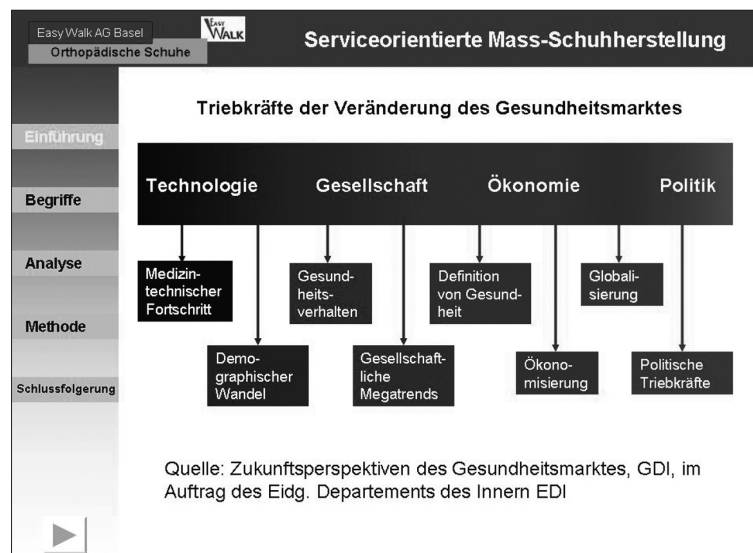 EasyWalk AG Basel
Orthopädische Schuhe
EASY
WALK
Serviceorientierte Mass-Schuhherstellung
Einführung
Begriffe
Analyse
Methode
Schlussfolgerung
Triebkräfte der Veränderung des Gesundheitsmarktes
Technologie Gesellschaft Ökonomie Politik
Medizin-
technischer
Fortschritt
Demo-
graphischer
Wandel
Gesund-
heits-
verhalten
Gesellschaft-
liche
Megatrends
Definition
von Gesund-
heit
Ökono-
misierung
Globali-
sierung
Politische
Triebkräfte
Quelle: Zukunftsperspektiven des Gesundheitsmarktes, GDI, im
Auftrag des Eidg. Departements des Innern EDI